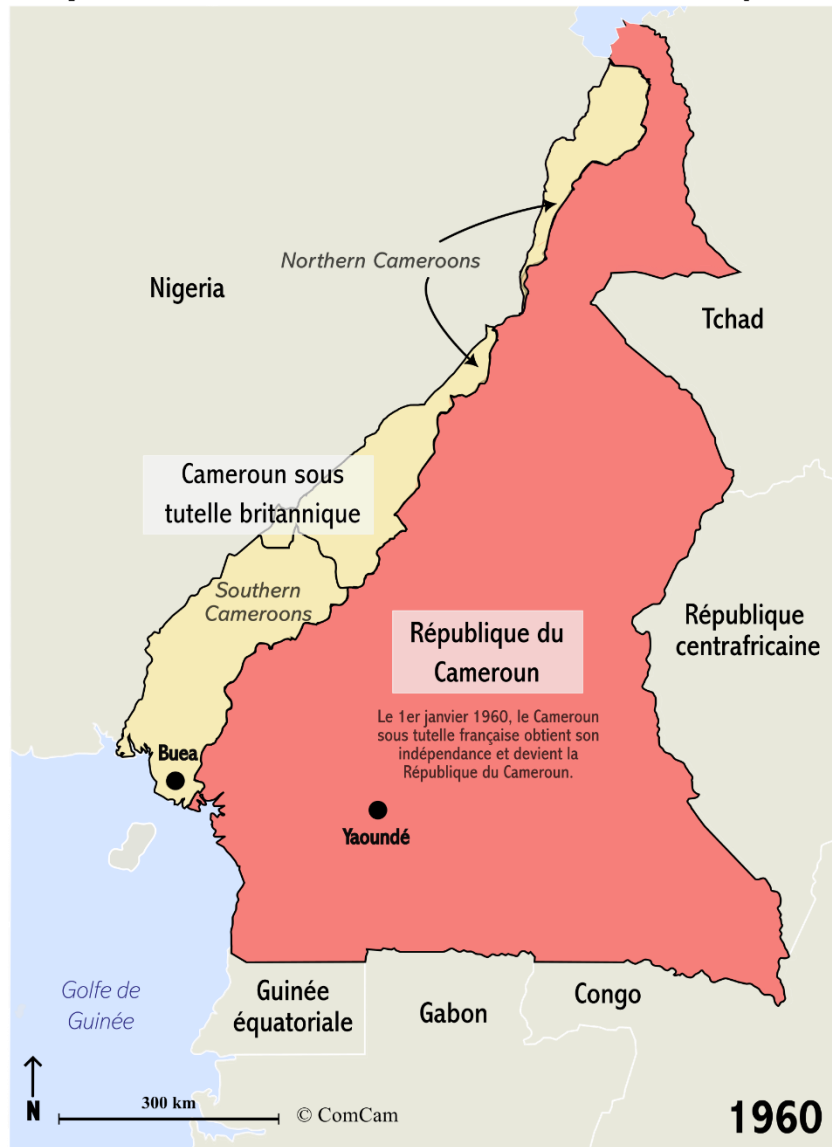 Northern Cameroons
Nigeria
Tchad
Cameroun sous
tutelle britannique
Southern
Cameroons
République du
Cameroun
République
centrafricaine
Le 1er janvier 1960, le Cameroun
sous tutelle française obtient son
indépendance et devient la
République du Cameroun.
Buea
Yaoundé
Golfe de
Guinée
Guinée
équatoriale
Gabon
Congo
N
300 km
© ComCam
1960